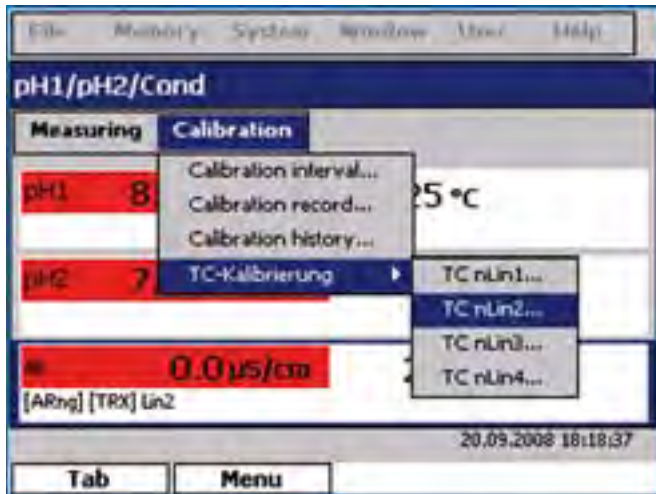 File Memory System Window User Help
pH1/pH2/Cond
Measuring Calibration
Calibration interval...
pH1 8 25 °C
Calibration record...
Calibration history...
pH2 7 TC-Kalibrierung TC nLin1...
TC nLin2...
TC nLin3...
0.0 µS/cm 2 TC nLin4...
[ARng] [TRX] Lin2
20.09.2008 18:18:37
Tab Menu